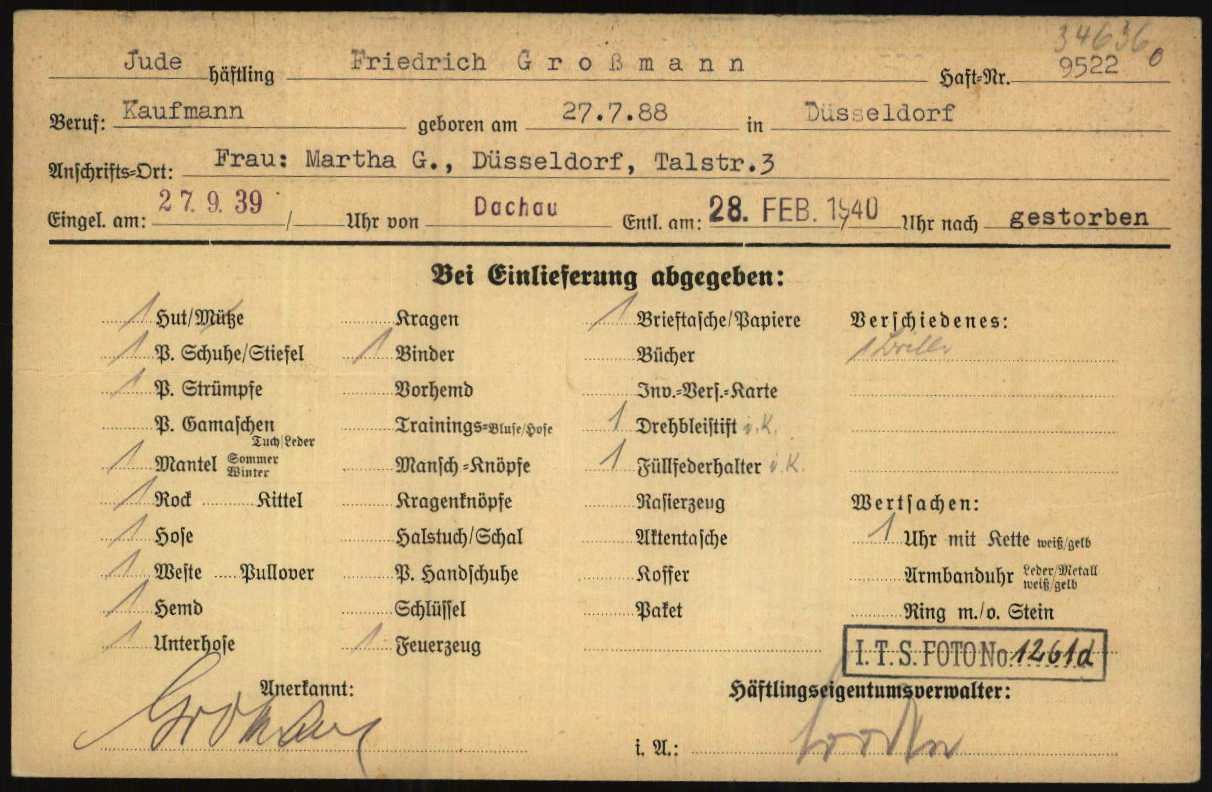 34636
Jude häftling Friedrich Großmann Haft=Nr. 9522
Beruf: Kaufmann geboren am 27.7.88 in Düsseldorf
Anschrifts=Ort: Frau: Martha G., Düsseldorf, Talstr.3
Eingel. am: 27. 9. 39 / Uhr von Dachau Entl. am: 28. FEB. 1940 Uhr nach gestorben
Bei Einlieferung abgegeben:
1 Hut/Mütze Kragen 1 Brieftasche/Papiere Verschiedenes:
1 P. Schuhe/Stiefel 1 Binder Bücher 1 Brille
1 P. Strümpfe Vorhemd Inv.=Vers.=Karte
P. Gamaschen Tuch/Leder Trainings=Bluse/Hose 1 Drehbleistift i.K.
1 Mantel Sommer Winter Mansch=Knöpfe 1 Füllfederhalter i.K.
1 Rock Kittel Kragenknöpfe Rasierzeug Wertsachen:
1 Hose Halstuch/Schal Aktentasche 1 Uhr mit Kette weiß/gelb
1 Weste Pullover P. Handschuhe Koffer Armbanduhr Leder/Metall weiß/gelb
1 Hemd Schlüssel Paket Ring m./o. Stein
1 Unterhose 1 Feuerzeug
I.T.S. FOTO No. 1261d
Anerkannt: Häftlingseigentumsverwalter:
i. A.: